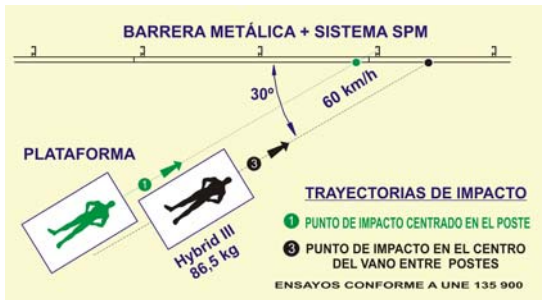 BARRERA METÁLICA + SISTEMA SPM
30º
60 km/h
PLATAFORMA
1
3
Hybrid III
86,5 kg
TRAYECTORIAS DE IMPACTO
1 PUNTO DE IMPACTO CENTRADO EN EL POSTE
3 PUNTO DE IMPACTO EN EL CENTRO
DEL VANO ENTRE POSTES
ENSAYOS CONFORME A UNE 135 900